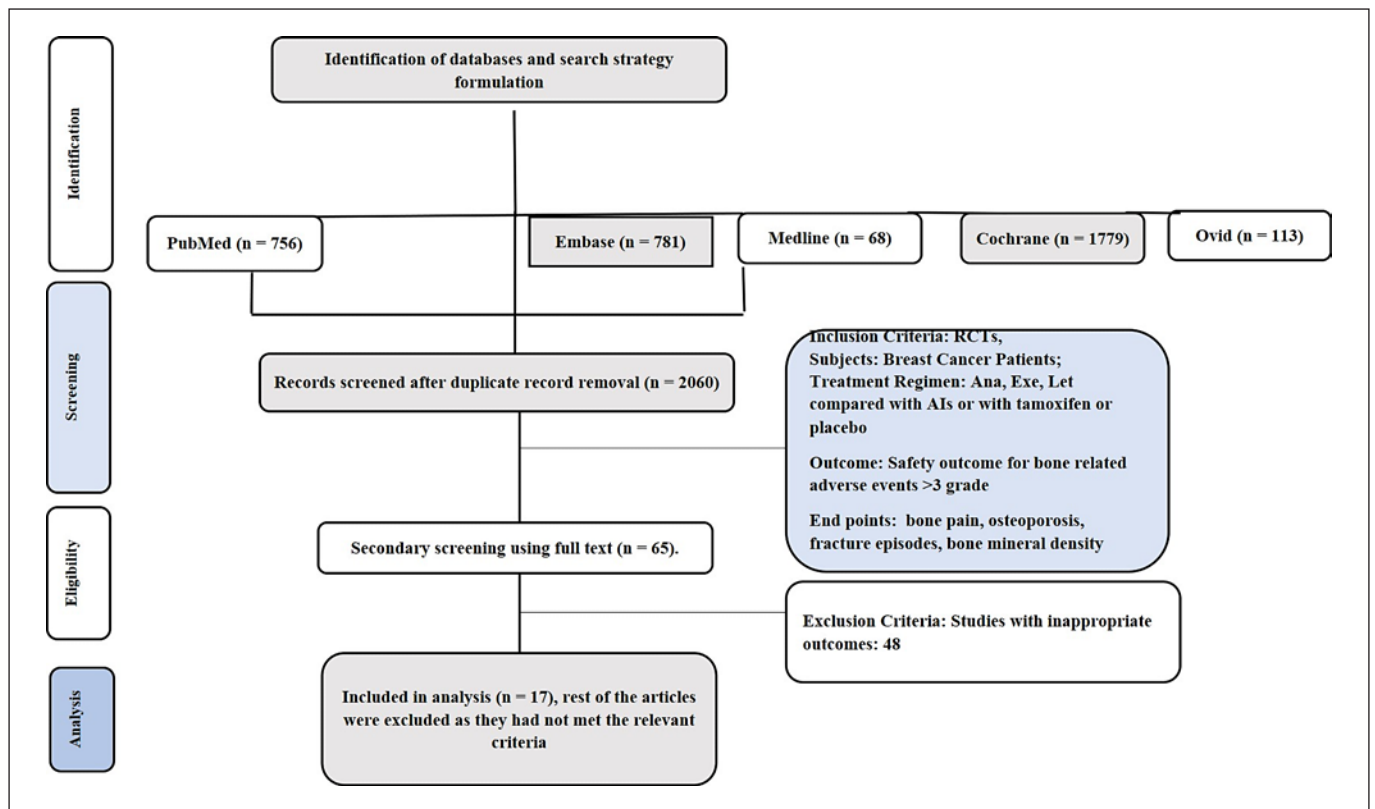 Identification
Identification of databases and search strategy
formulation
PubMed (n = 756)
Embase (n = 781)
Medline (n = 68)
Cochrane (n = 1779)
Ovid (n = 113)
Screening
Records screened after duplicate record removal (n = 2060)
Inclusion Criteria: RCTs,
Subjects: Breast Cancer Patients;
Treatment Regimen: Ana, Exe, Let
compared with AIs or with tamoxifen or
placebo
Outcome: Safety outcome for bone related
adverse events >3 grade
End points: bone pain, osteoporosis,
fracture episodes, bone mineral density
Eligibility
Secondary screening using full text (n = 65).
Exclusion Criteria: Studies with inappropriate
outcomes: 48
Analysis
Included in analysis (n = 17), rest of the articles
were excluded as they had not met the relevant
criteria